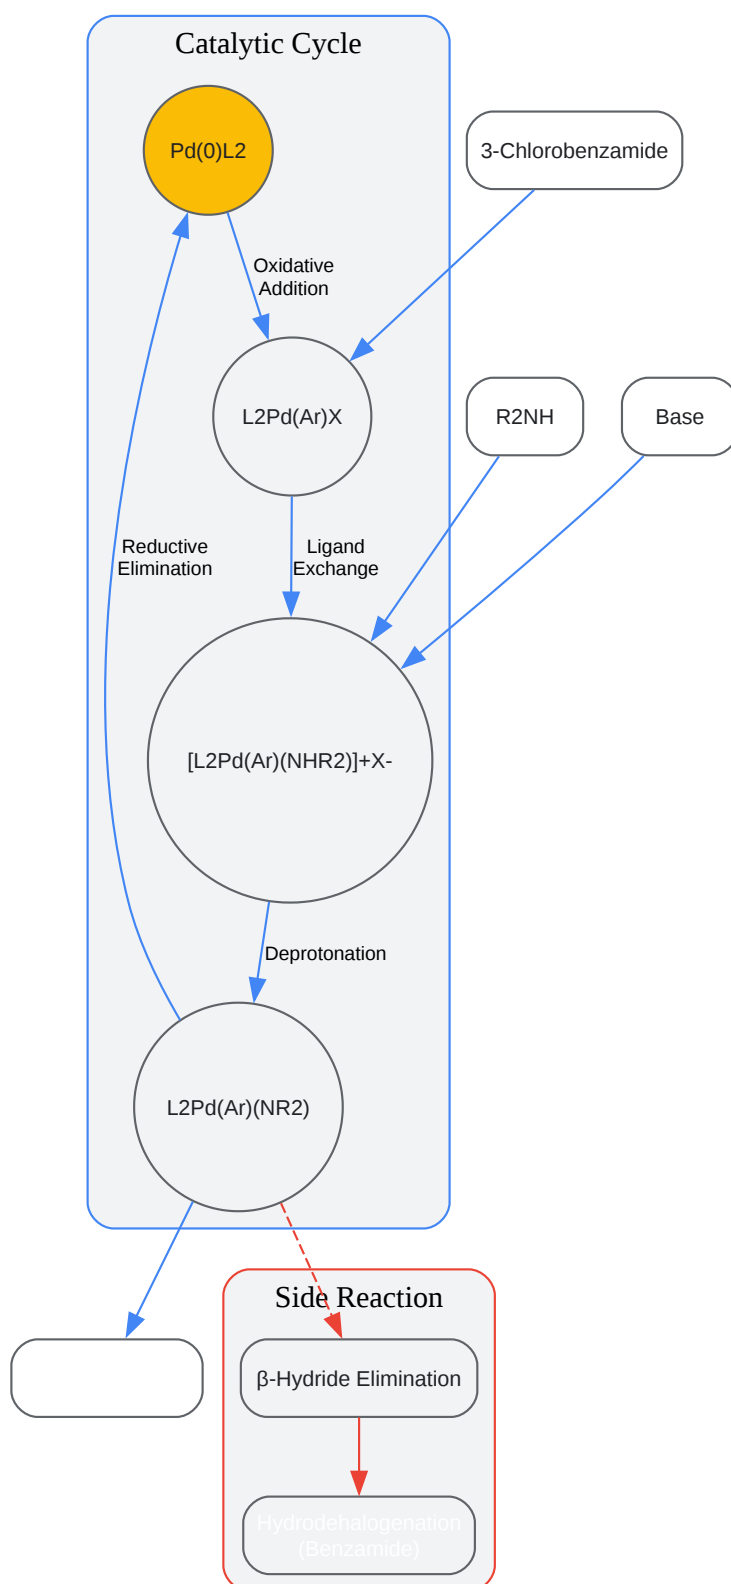 Catalytic Cycle
Pd(0)L2
3-Chlorobenzamide
Oxidative
Addition
L2Pd(Ar)X
R2NH
Base
Reductive
Elimination
Ligand
Exchange
[L2Pd(Ar)(NHR2)]+X-
Deprotonation
L2Pd(Ar)(NR2)
Side Reaction
β-Hydride Elimination
Hydrodehalogenation
(Benzamide)